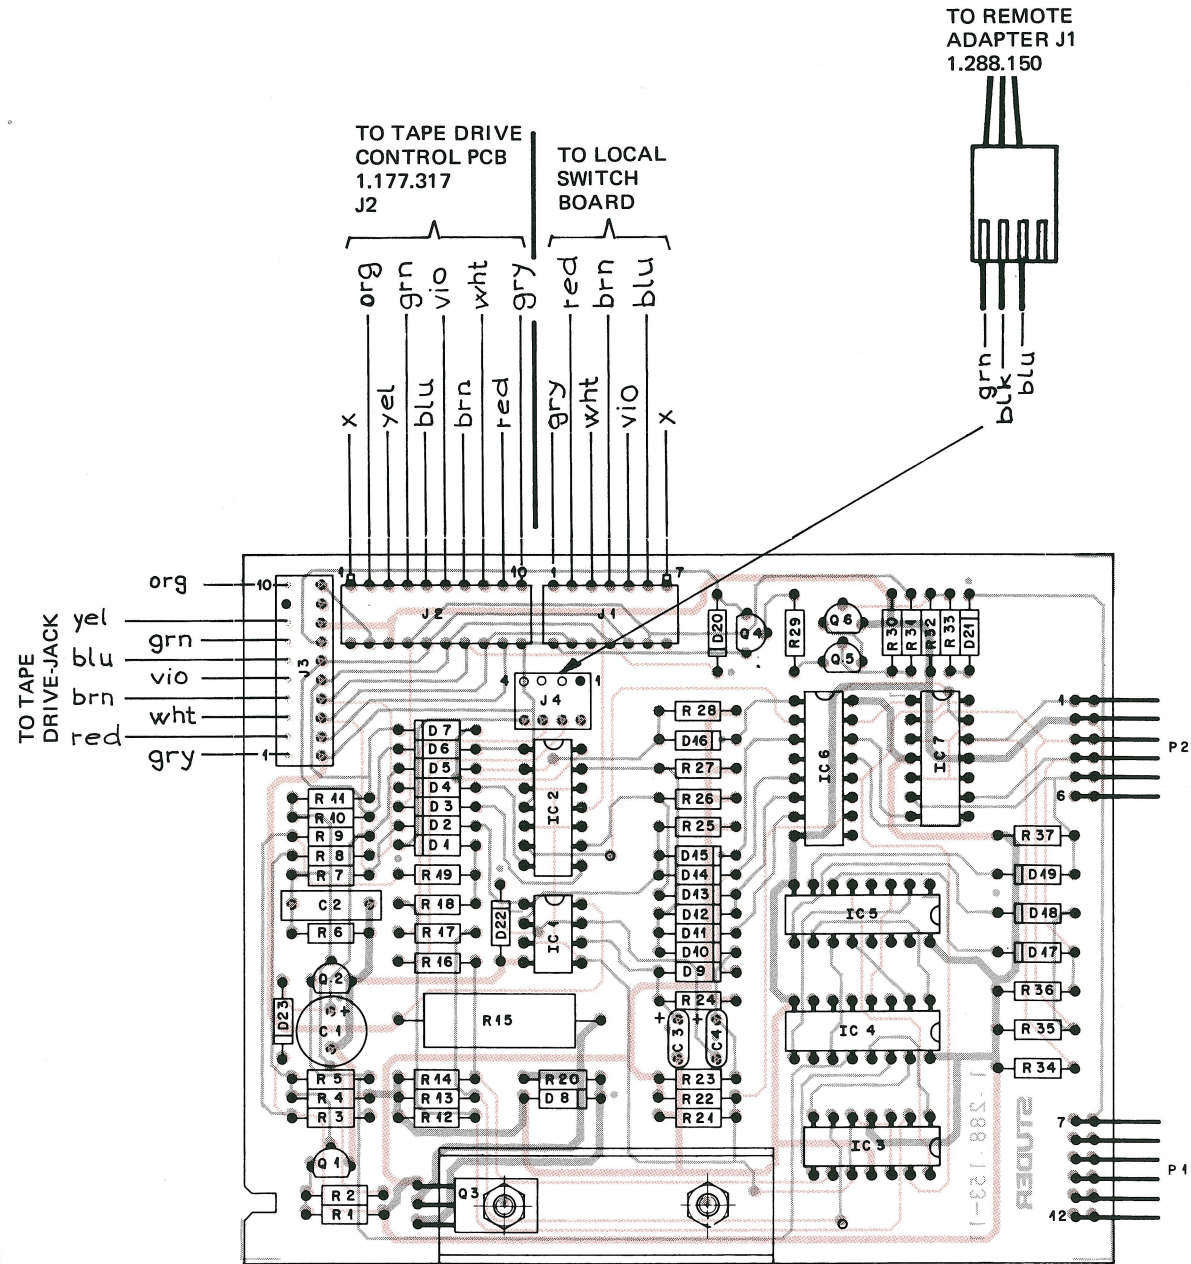 TO REMOTE
ADAPTER J1
1.288.150
TO TAPE DRIVE
CONTROL PCB
1.177.317
J2
TO LOCAL
SWITCH
BOARD
org
grn
vio
wht
gry
red
brn
blu
x
yel
blu
brn
red
gry
wht
vio
x
grn
blk
blu
TO TAPE
DRIVE-JACK
org
yel
grn
blu
vio
brn
wht
red
gry
10
1
J3
1
10
J2
1
7
J1
4
1
J4
D20
Q4
R29
Q6
Q5
R30
R31
R32
R33
D21
D7
D6
D5
D4
D3
D2
D1
R19
R18
R17
R16
IC2
D22
IC1
R28
D16
R27
R26
R25
D15
D14
D13
D12
D11
D10
D9
R24
IC6
IC7
1
6
P2
R11
R10
R9
R8
R7
C2
R6
Q2
D23
+
C1
R15
+
C3
+
C4
IC5
IC4
IC3
R37
D19
D18
D17
R36
R35
R34
R5
R4
R3
R14
R13
R12
R20
D8
R23
R22
R21
Q1
R2
R1
Q3
1.288.153-1
STUDER
7
12
P1